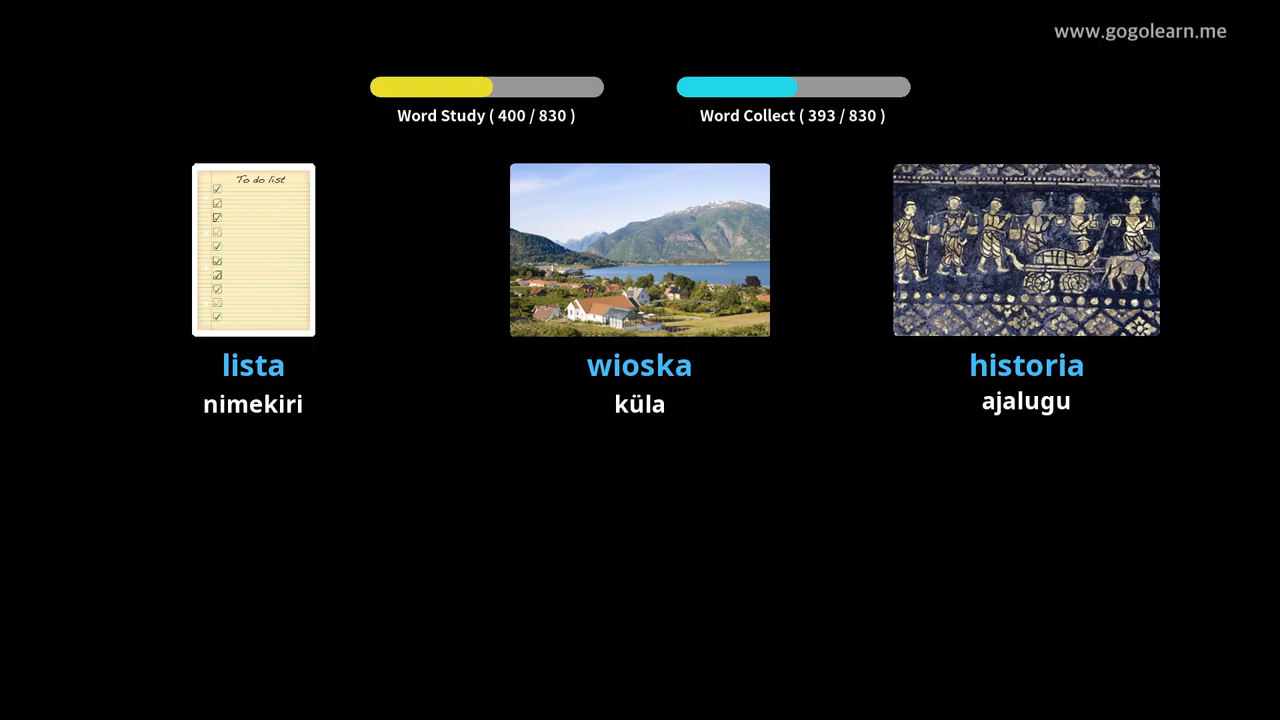 www.gogolearn.me
Word Study ( 400 / 830 )
Word Collect ( 393 / 830 )
To do list
lista
wioska
historia
nimekiri
küla
ajalugu